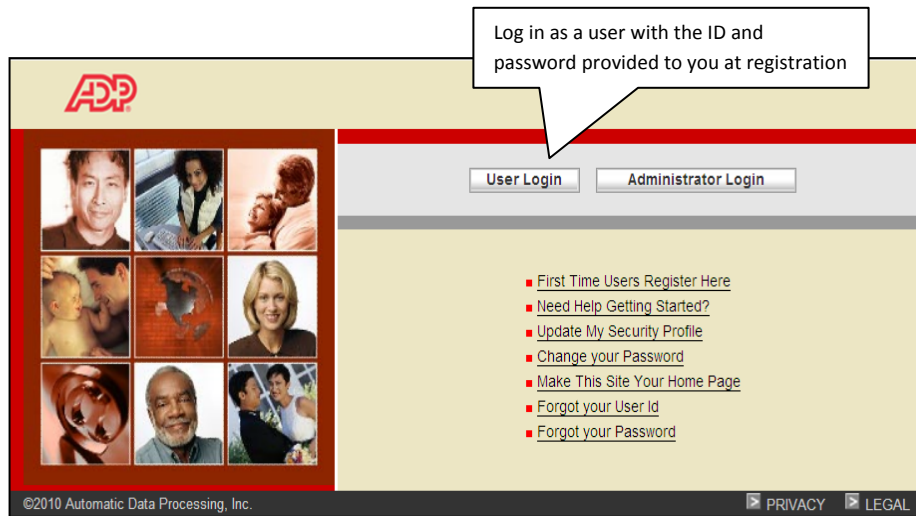 Log in as a user with the ID and
password provided to you at registration
ADP
User Login
Administrator Login
First Time Users Register Here
Need Help Getting Started?
Update My Security Profile
Change your Password
Make This Site Your Home Page
Forgot your User Id
Forgot your Password
©2010 Automatic Data Processing, Inc.
PRIVACY
LEGAL